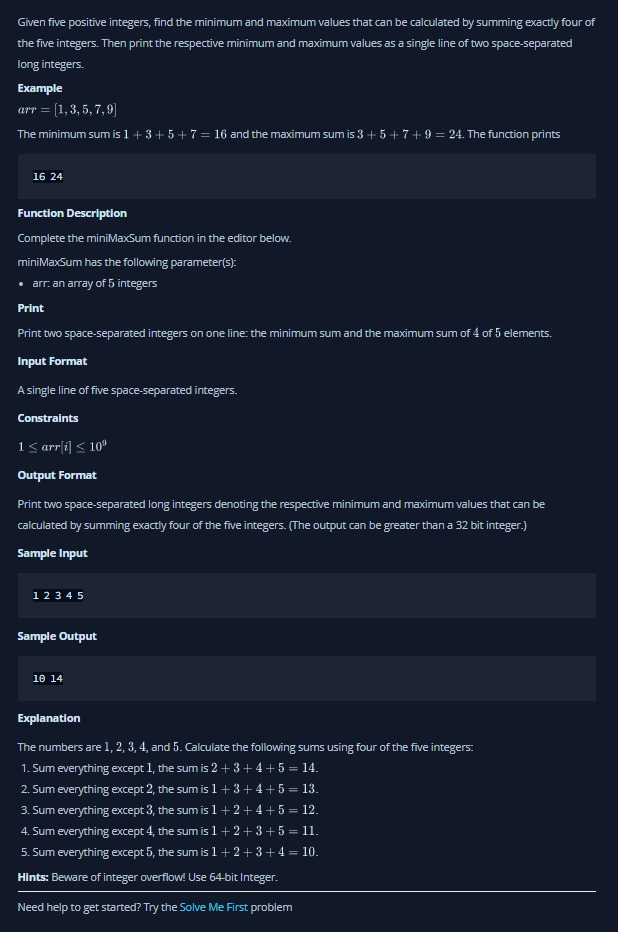 Given five positive integers, find the minimum and maximum values that can be calculated by summing exactly four of
the five integers. Then print the respective minimum and maximum values as a single line of two space-separated
long integers.
Example
arr = [1, 3, 5, 7, 9]
The minimum sum is 1 + 3 + 5 + 7 = 16 and the maximum sum is 3 + 5 + 7 + 9 = 24. The function prints
16 24
Function Description
Complete the miniMaxSum function in the editor below.
miniMaxSum has the following parameter(s):
• arr: an array of 5 integers
Print
Print two space-separated integers on one line: the minimum sum and the maximum sum of 4 of 5 elements.
Input Format
A single line of five space-separated integers.
Constraints
1 ≤ arr[i] ≤ 10⁹
Output Format
Print two space-separated long integers denoting the respective minimum and maximum values that can be
calculated by summing exactly four of the five integers. (The output can be greater than a 32 bit integer.)
Sample Input
1 2 3 4 5
Sample Output
10 14
Explanation
The numbers are 1, 2, 3, 4, and 5. Calculate the following sums using four of the five integers:
1. Sum everything except 1, the sum is 2 + 3 + 4 + 5 = 14.
2. Sum everything except 2, the sum is 1 + 3 + 4 + 5 = 13.
3. Sum everything except 3, the sum is 1 + 2 + 4 + 5 = 12.
4. Sum everything except 4, the sum is 1 + 2 + 3 + 5 = 11.
5. Sum everything except 5, the sum is 1 + 2 + 3 + 4 = 10.
Hints: Beware of integer overflow! Use 64-bit Integer.
Need help to get started? Try the Solve Me First problem